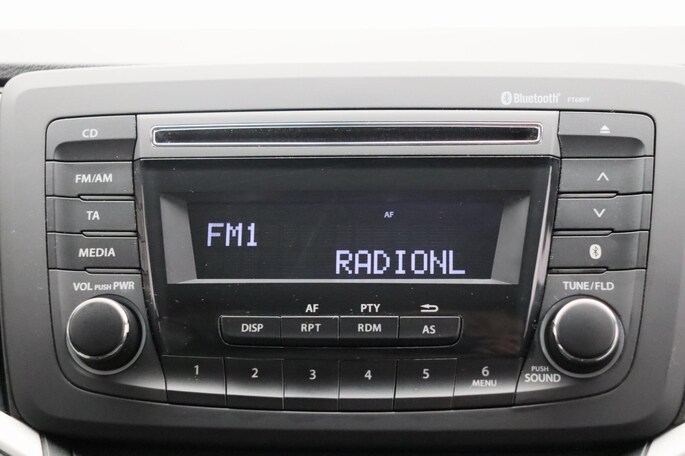 Bluetooth®
CD
FM/AM
TA
MEDIA
VOL PUSH PWR
AF
FM1
RADIONL
AF
PTY
DISP
RPT
RDM
AS
TUNE/FLD
PUSH
SOUND
1
2
3
4
5
6
MENU